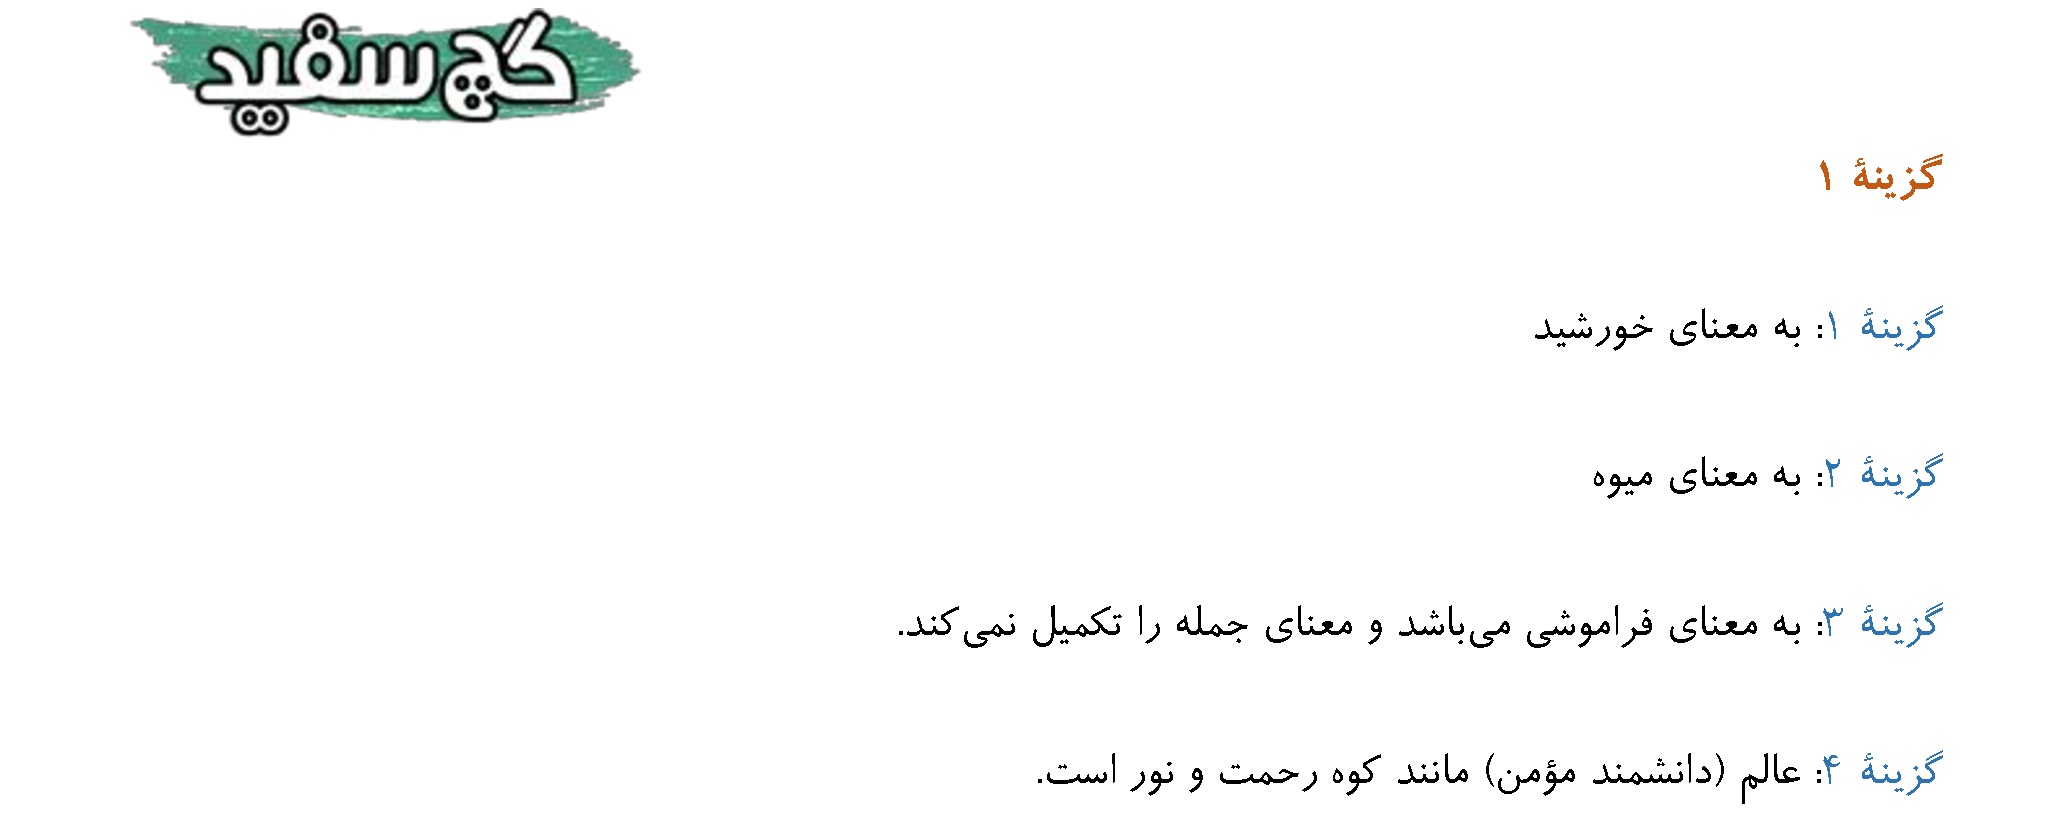 گچ سفید
گزینهٔ ۱
گزینهٔ ۱: به معنای خورشید
گزینهٔ ۲: به معنای میوه
گزینهٔ ۳: به معنای فراموشی می‌باشد و معنای جمله را تکمیل نمی‌کند.
گزینهٔ ۴: عالم (دانشمند مؤمن) مانند کوه رحمت و نور است.